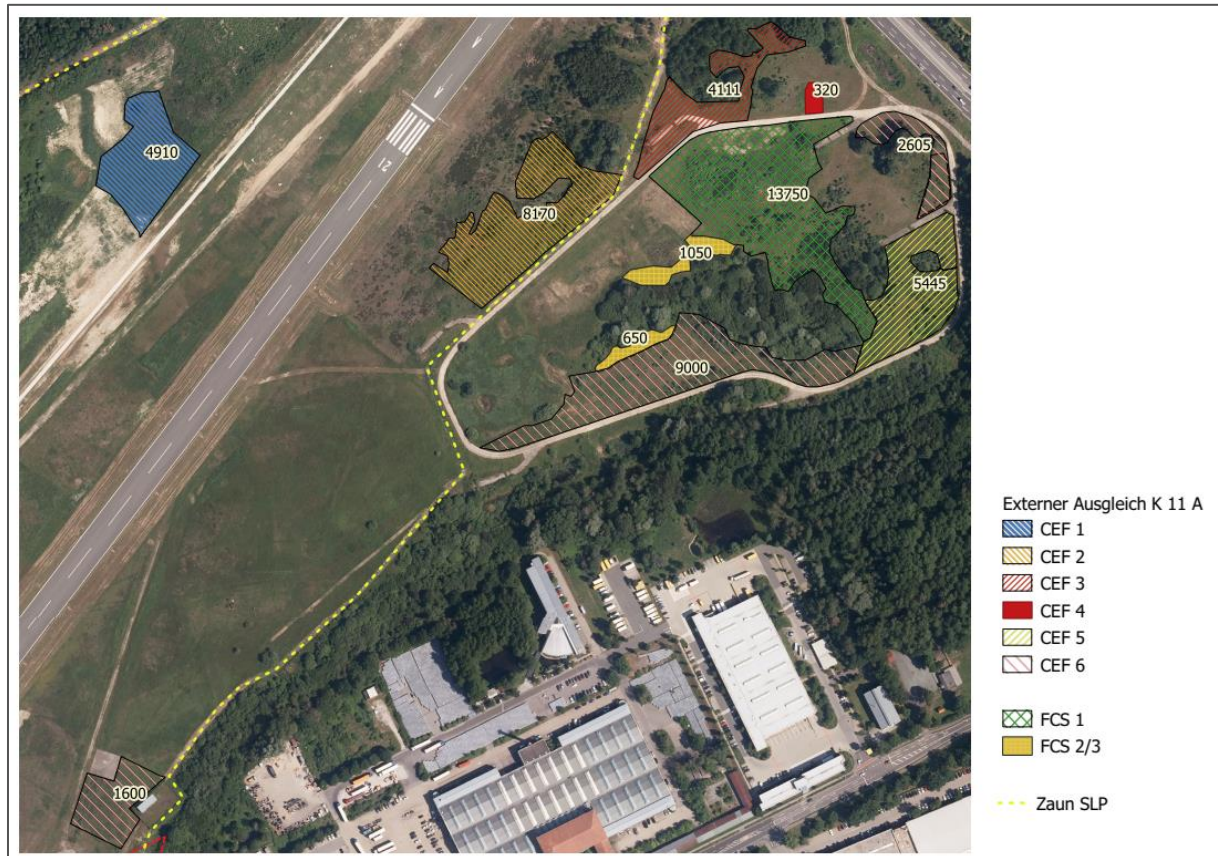 4111
320
2605
4910
21
13750
8170
1050
5445
650
9000
1600
Externer Ausgleich K 11 A
CEF 1
CEF 2
CEF 3
CEF 4
CEF 5
CEF 6
FCS 1
FCS 2/3
Zaun SLP